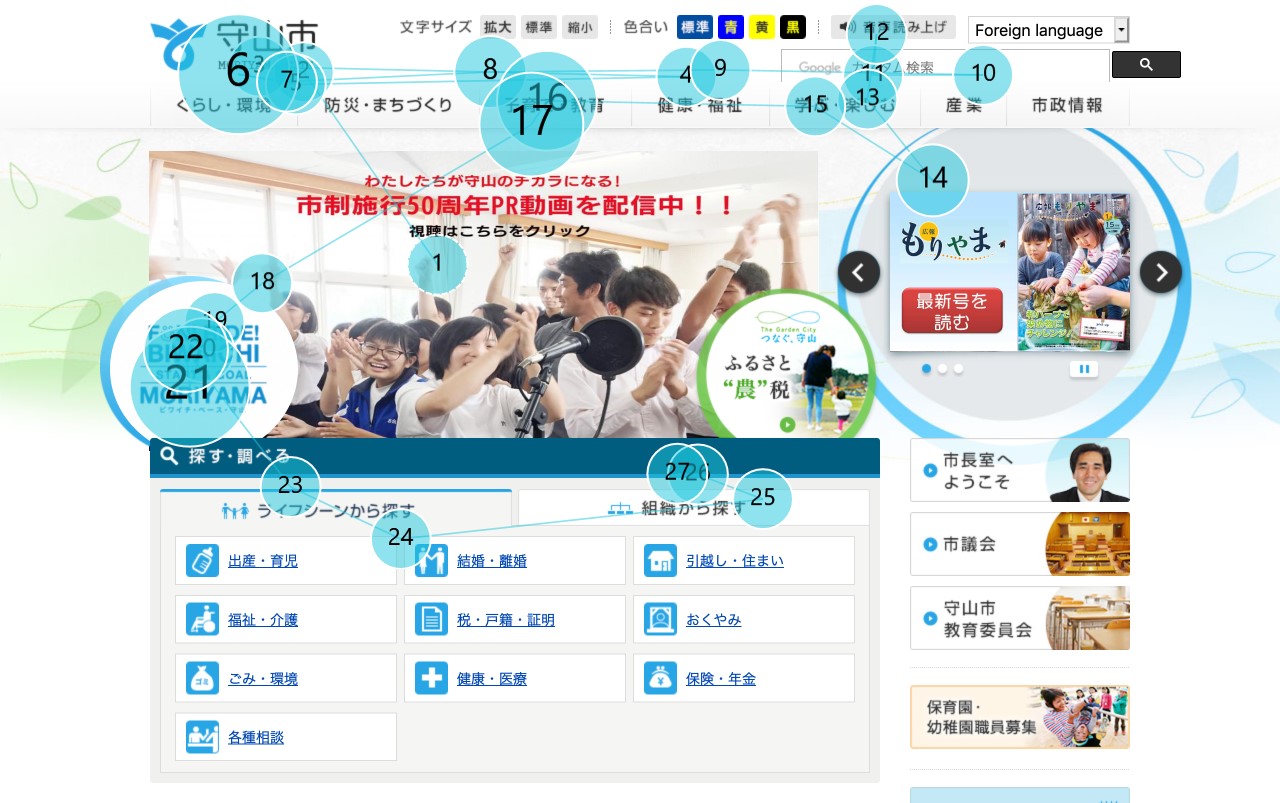 守山市
文字サイズ 拡大 標準 縮小 色合い 標準 青 黄 黒 音声読み上げ Foreign language
Google カスタム検索
くらし・環境 防災・まちづくり 子育て・教育 健康・福祉 学ぶ・楽しむ 産業 市政情報
わたしたちが守山のチカラになる!
市制施行50周年PR動画を配信中!!
視聴はこちらをクリック
広報
もりやま
最新号を
読む
広報 もりやま
The Garden City
つなぐ、守山
ふるさと
“農”税
MORIYAMA
ビワイチ・ベース・守山
探す・調べる
ライフシーンから探す
組織から探す
出産・育児 結婚・離婚 引越し・住まい
福祉・介護 税・戸籍・証明 おくやみ
ごみ・環境 健康・医療 保険・年金
各種相談
市長室へ
ようこそ
市議会
守山市
教育委員会
保育園・
幼稚園職員募集
1
4
6
7
8
9
10
11
12
13
14
15
16
17
18
19
21
22
23
24
25
26
27